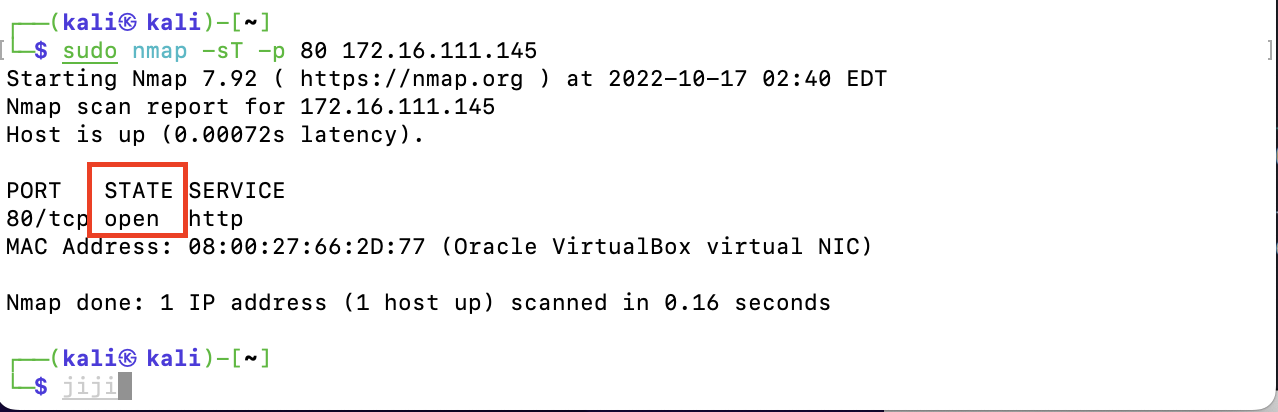 ┌──(kali㉿ kali)-[~]
└─$ sudo nmap -sT -p 80 172.16.111.145
Starting Nmap 7.92 ( https://nmap.org ) at 2022-10-17 02:40 EDT
Nmap scan report for 172.16.111.145
Host is up (0.00072s latency).
PORT   STATE SERVICE
80/tcp open  http
MAC Address: 08:00:27:66:2D:77 (Oracle VirtualBox virtual NIC)
Nmap done: 1 IP address (1 host up) scanned in 0.16 seconds
┌──(kali㉿ kali)-[~]
└─$ jiji